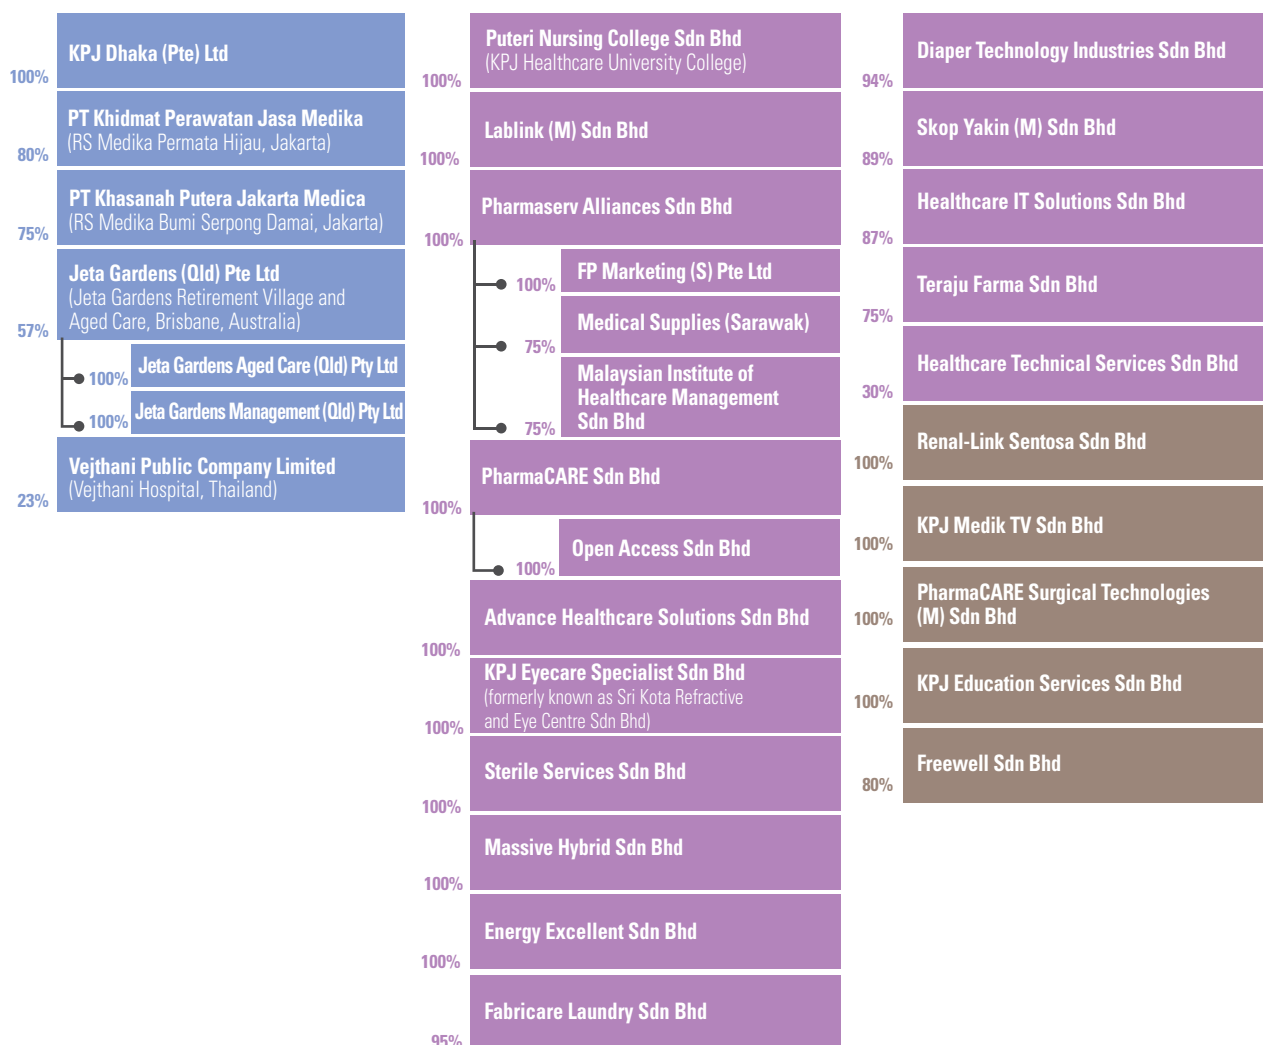 KPJ Dhaka (Pte) Ltd
100%
PT Khidmat Perawatan Jasa Medika
(RS Medika Permata Hijau, Jakarta)
80%
PT Khasanah Putera Jakarta Medica
(RS Medika Bumi Serpong Damai, Jakarta)
75%
Jeta Gardens (Qld) Pte Ltd
(Jeta Gardens Retirement Village and
Aged Care, Brisbane, Australia)
57%
Jeta Gardens Aged Care (Qld) Pty Ltd
100%
Jeta Gardens Management (Qld) Pty Ltd
100%
Vejthani Public Company Limited
(Vejthani Hospital, Thailand)
23%
Puteri Nursing College Sdn Bhd
(KPJ Healthcare University College)
100%
Lablink (M) Sdn Bhd
100%
Pharmaserv Alliances Sdn Bhd
100%
FP Marketing (S) Pte Ltd
100%
Medical Supplies (Sarawak)
75%
Malaysian Institute of
Healthcare Management
Sdn Bhd
75%
PharmaCARE Sdn Bhd
100%
Open Access Sdn Bhd
100%
Advance Healthcare Solutions Sdn Bhd
100%
KPJ Eyecare Specialist Sdn Bhd
(formerly known as Sri Kota Refractive
and Eye Centre Sdn Bhd)
100%
Sterile Services Sdn Bhd
100%
Massive Hybrid Sdn Bhd
100%
Energy Excellent Sdn Bhd
100%
Fabricare Laundry Sdn Bhd
95%
Diaper Technology Industries Sdn Bhd
94%
Skop Yakin (M) Sdn Bhd
89%
Healthcare IT Solutions Sdn Bhd
87%
Teraju Farma Sdn Bhd
75%
Healthcare Technical Services Sdn Bhd
30%
Renal-Link Sentosa Sdn Bhd
100%
KPJ Medik TV Sdn Bhd
100%
PharmaCARE Surgical Technologies
(M) Sdn Bhd
100%
KPJ Education Services Sdn Bhd
100%
Freewell Sdn Bhd
80%